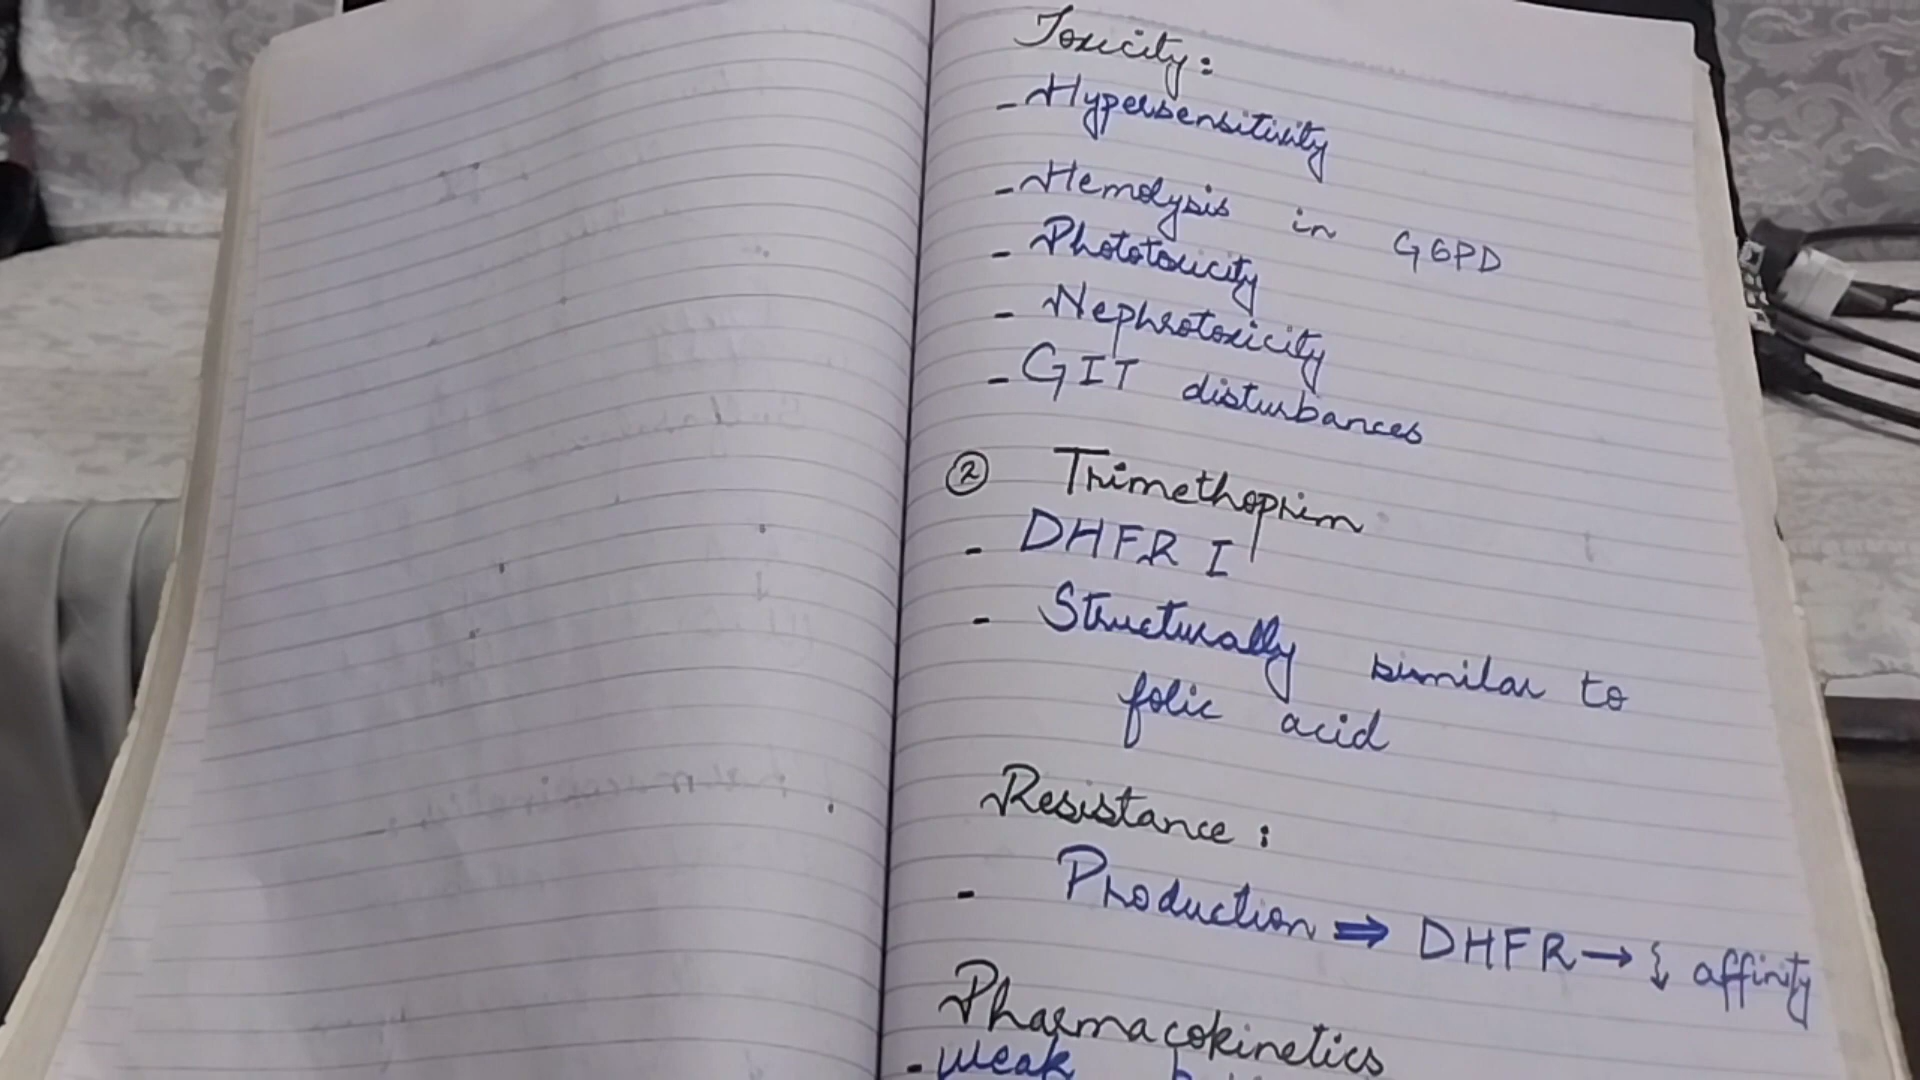 Toxicity:
- Hypersensitivity
- Hemolysis in G6PD
- Phototoxicity
- Nephrotoxicity
- GIT disturbances
② Trimethoprim
- DHFR I
- Structurally similar to
folic acid
Resistance:
- Production ⇒ DHFR → ↓ affinity
Pharmacokinetics
- weak